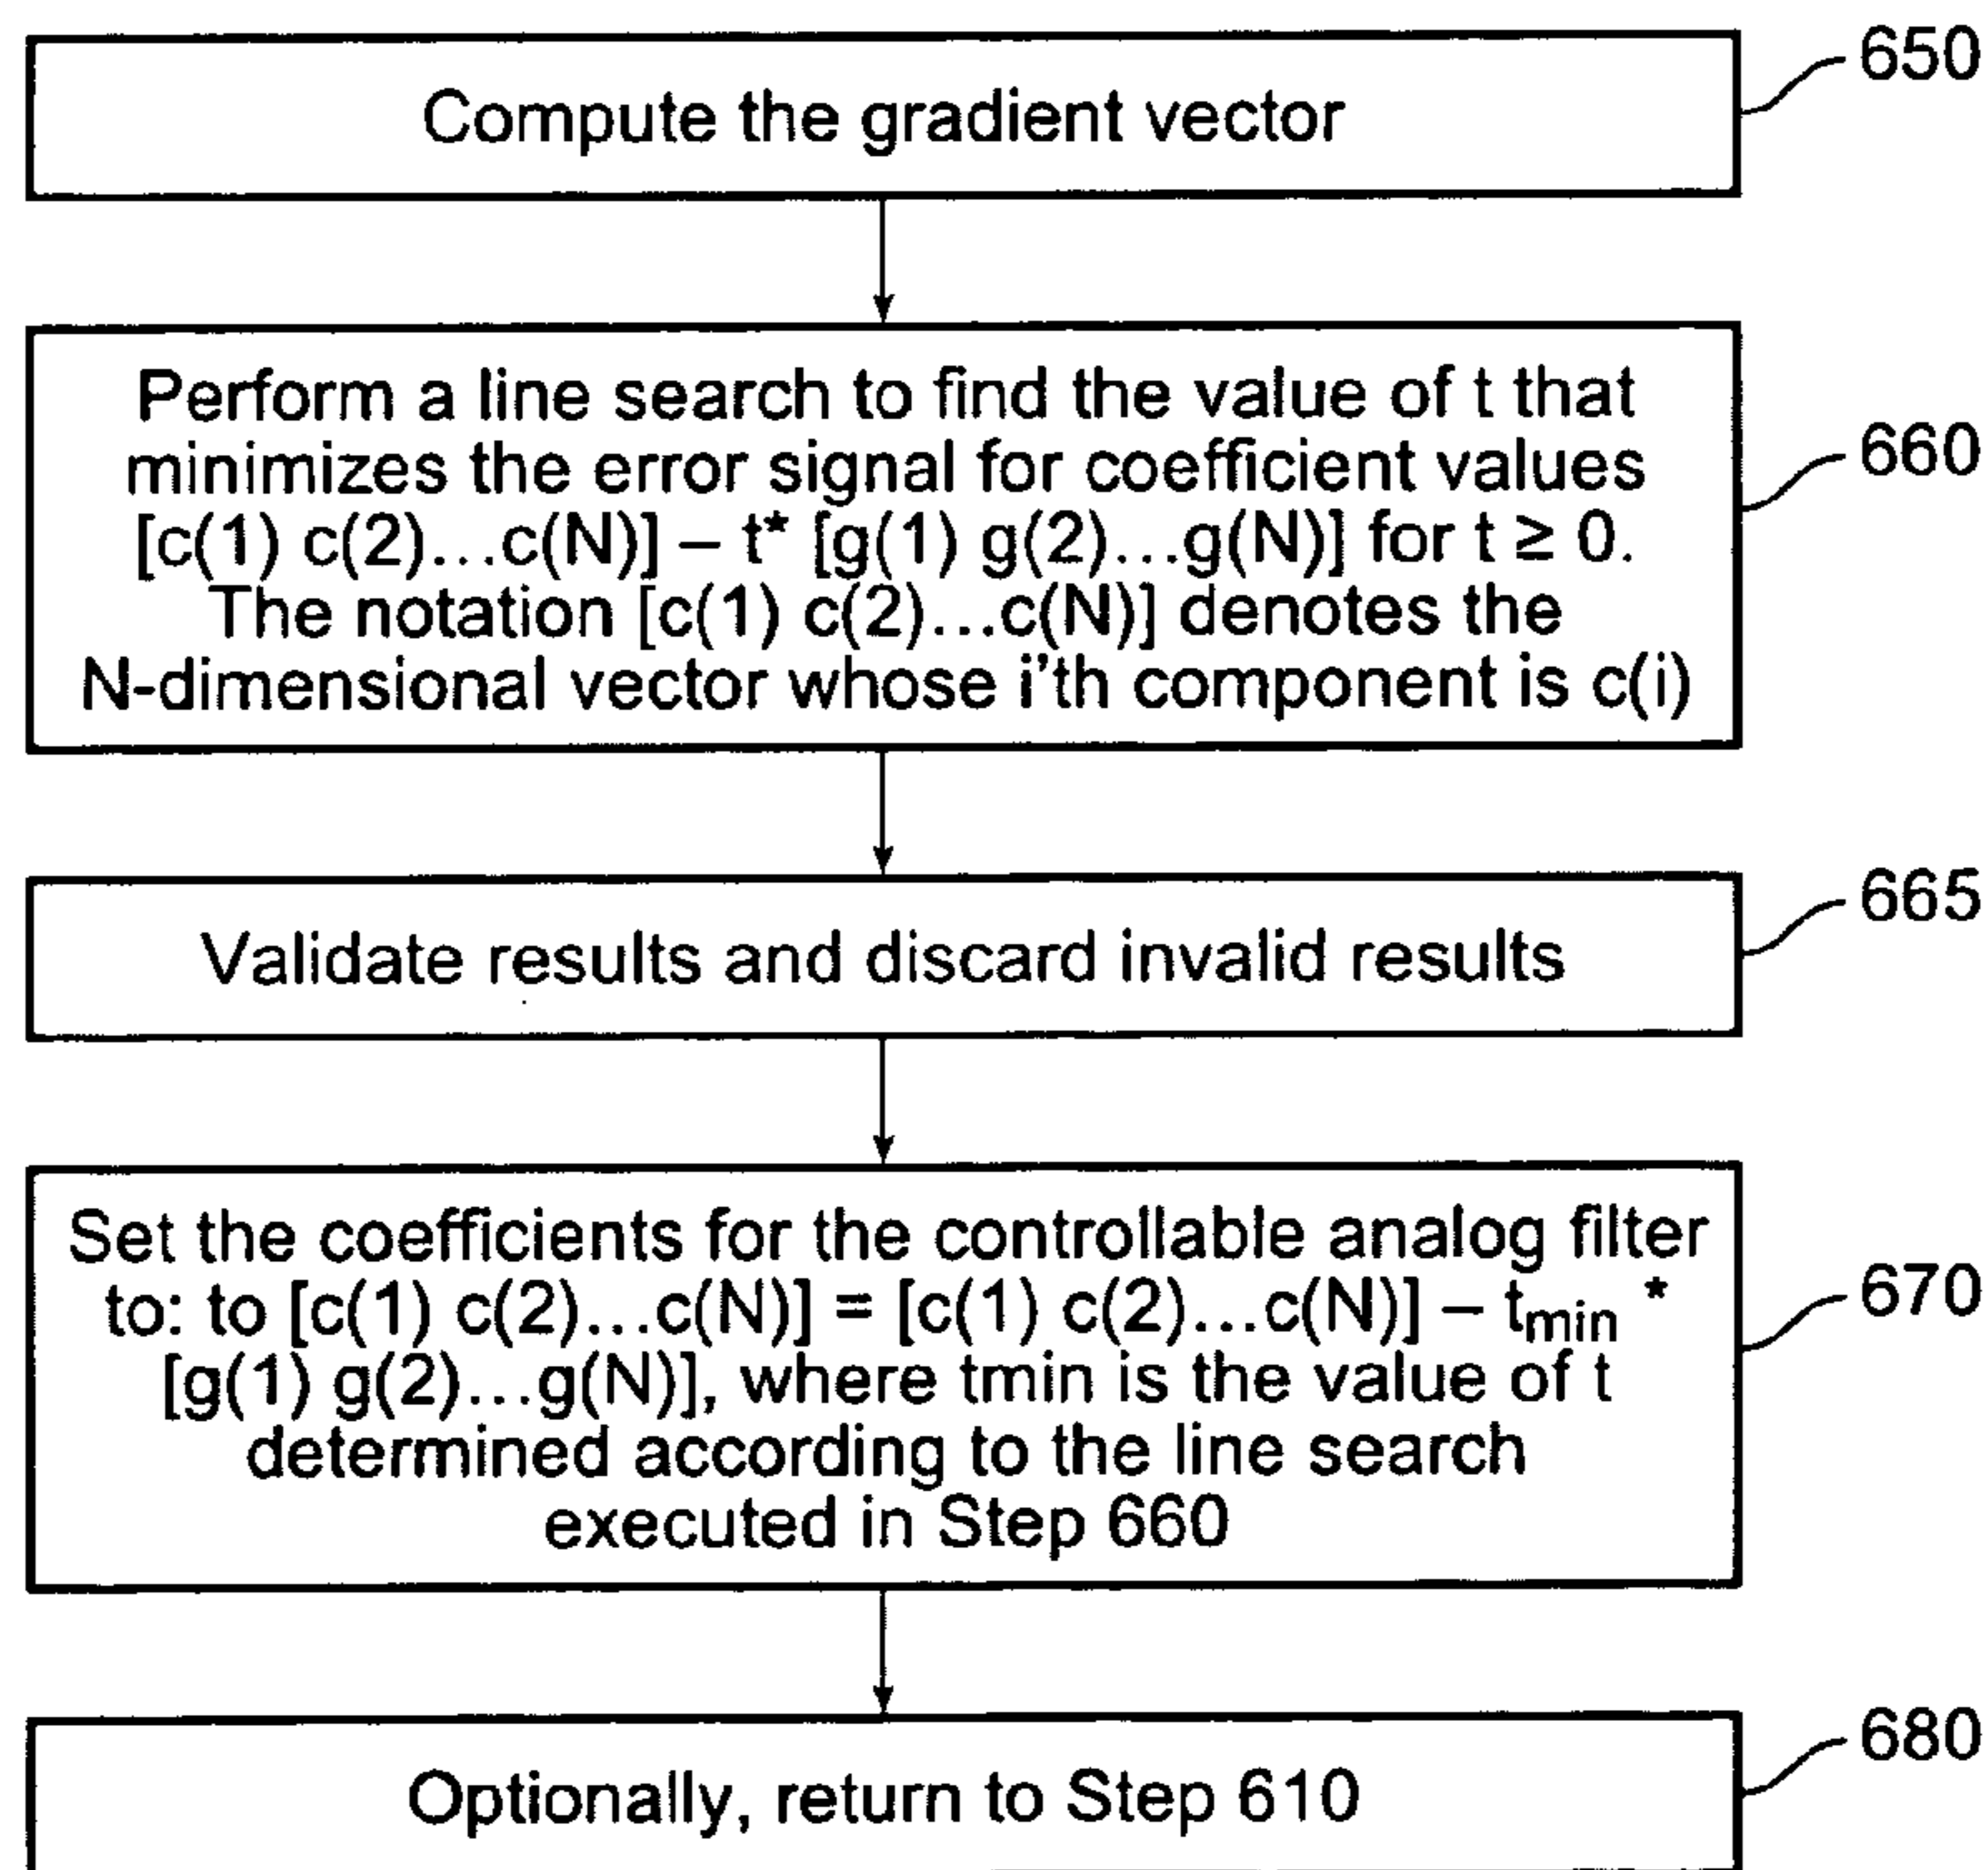 Compute the gradient vector
650
Perform a line search to find the value of t that
minimizes the error signal for coefficient values
[c(1) c(2)...c(N)] – t* [g(1) g(2)...g(N)] for t ≥ 0.
The notation [c(1) c(2)...c(N)] denotes the
N-dimensional vector whose i'th component is c(i)
660
Validate results and discard invalid results
665
Set the coefficients for the controllable analog filter
to: to [c(1) c(2)...c(N)] = [c(1) c(2)...c(N)] – tmin *
[g(1) g(2)...g(N)], where tmin is the value of t
determined according to the line search
executed in Step 660
670
Optionally, return to Step 610
680